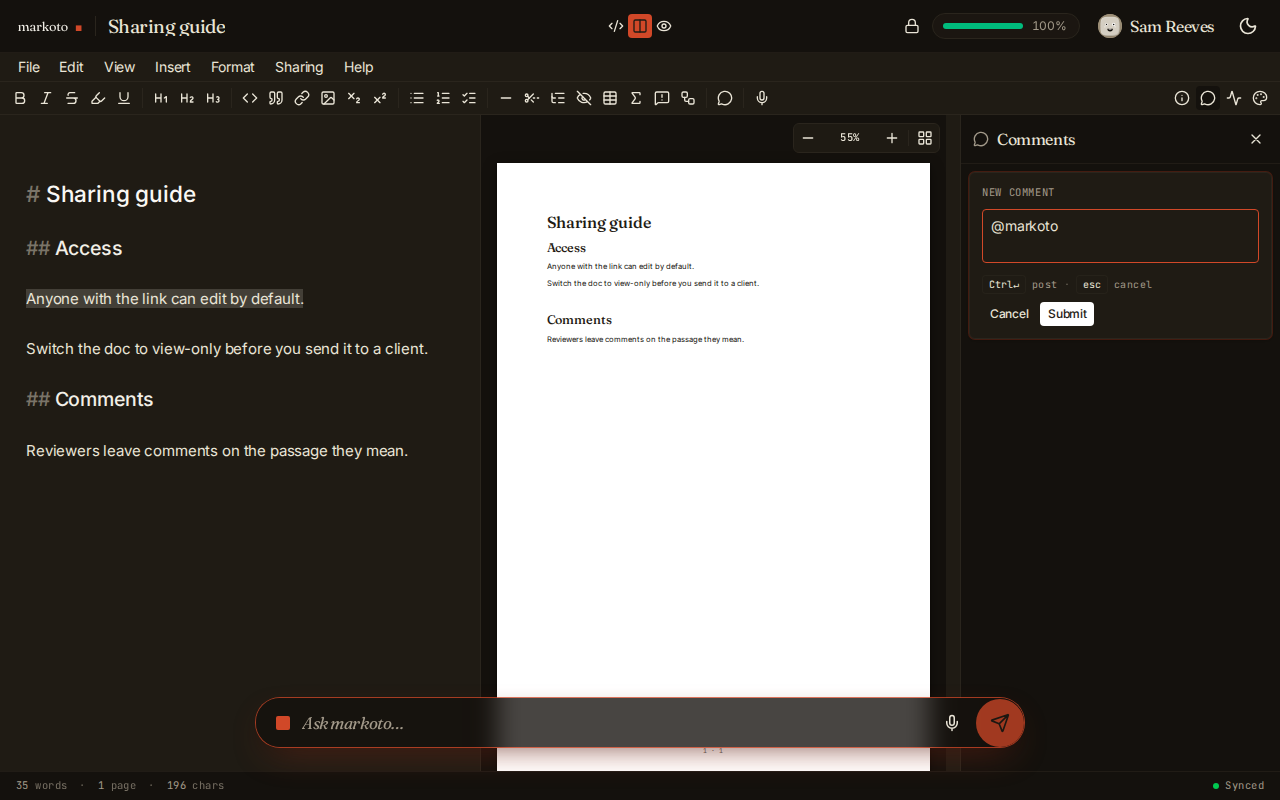 markoto
Sharing guide
100%
Sam Reeves
File Edit View Insert Format Sharing Help
H1 H2 H3
55%
Comments
# Sharing guide
## Access
Anyone with the link can edit by default.
Switch the doc to view-only before you send it to a client.
## Comments
Reviewers leave comments on the passage they mean.
Sharing guide
Access
Anyone with the link can edit by default.
Switch the doc to view-only before you send it to a client.
Comments
Reviewers leave comments on the passage they mean.
1 · 1
NEW COMMENT
@markoto
Ctrl↵ post · esc cancel
Cancel Submit
Ask markoto...
35 words · 1 page · 196 chars
Synced